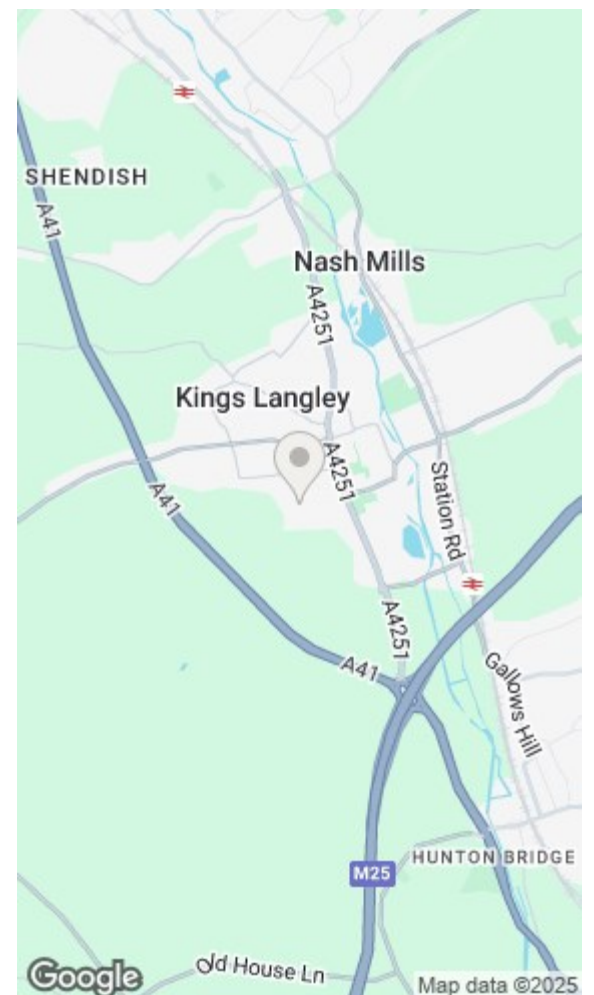 SHENDISH
A41
Nash Mills
A4251
Kings Langley
A4251
A41
Station Rd
A4251
A41
Gallows Hill
HUNTON BRIDGE
M25
Old House Ln
Google
Map data ©2025